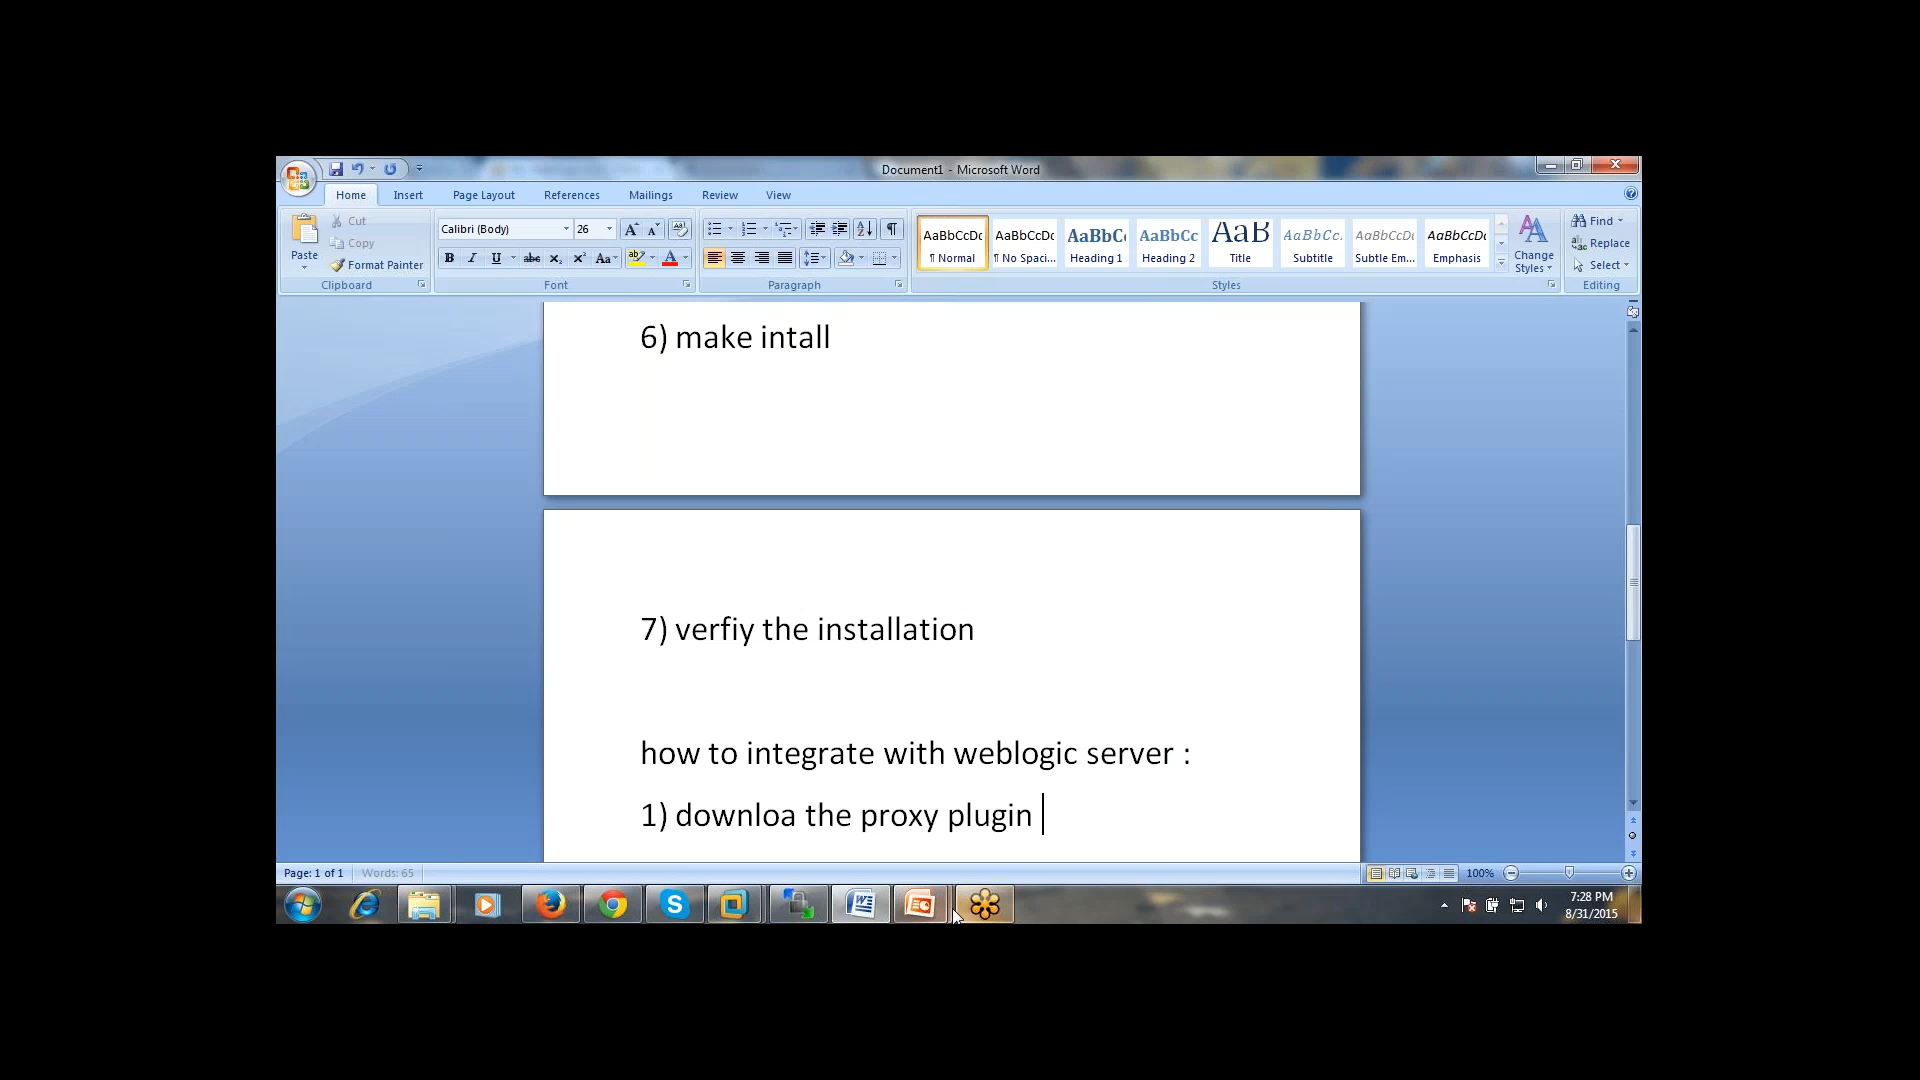 Document1 - Microsoft Word
Home Insert Page Layout References Mailings Review View
Paste
Cut
Copy
Format Painter
Clipboard
Calibri (Body) 26
Font
Paragraph
AaBbCcDc AaBbCcDc AaBbC AaBbCc AaB AaBbCc. AaBbCcDc AaBbCcDc
¶ Normal ¶ No Spaci... Heading 1 Heading 2 Title Subtitle Subtle Em... Emphasis
Change Styles
Styles
Find
Replace
Select
Editing
6) make intall
7) verfiy the installation
how to integrate with weblogic server :
1) downloa the proxy plugin
Page: 1 of 1 Words: 65 100%
7:28 PM
8/31/2015